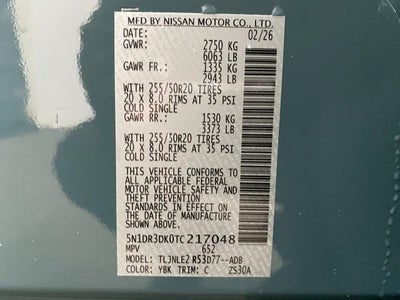 MFD BY NISSAN MOTOR CO., LTD.
DATE: 02/26
GVWR: 2750 KG
6063 LB
GAWR FR.: 1335 KG
2943 LB
WITH 255/50R20 TIRES
20 x 8.0 RIMS AT 35 PSI
COLD SINGLE
GAWR RR.: 1530 KG
3373 LB
WITH 255/50R20 TIRES
20 X 8.0 RIMS AT 35 PSI
COLD SINGLE
THIS VEHICLE CONFORMS TO
ALL APPLICABLE FEDERAL
MOTOR VEHICLE SAFETY AND
THEFT PREVENTION
STANDARDS IN EFFECT ON
THE DATE OF MANUFACTURE
SHOWN ABOVE.
5N1DR3DK0TC217048
MPV 652
MODEL: TLJNLE2 R53D77--ADB
COLOR: YBK TRIM: C ZS30A